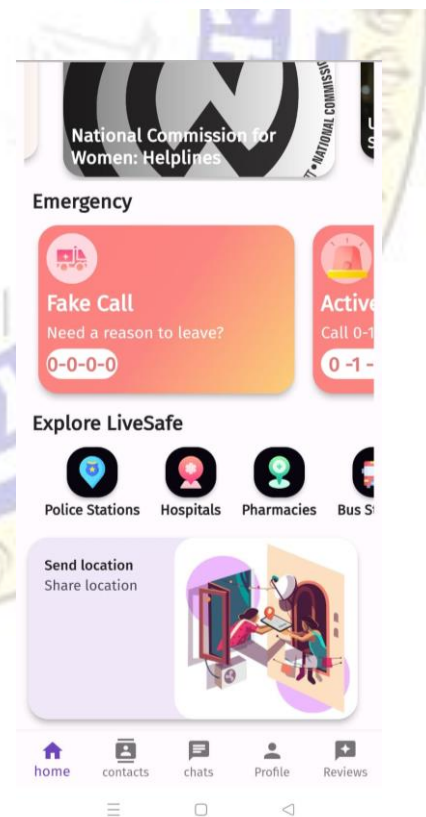 National Commission for
Women: Helplines
NATIONAL COMMISSIO
Emergency
Fake Call
Need a reason to leave?
0-0-0-0
Active
Call 0-1
0 -1 -
Explore LiveSafe
Police Stations
Hospitals
Pharmacies
Bus St
Send location
Share location
home
contacts
chats
Profile
Reviews